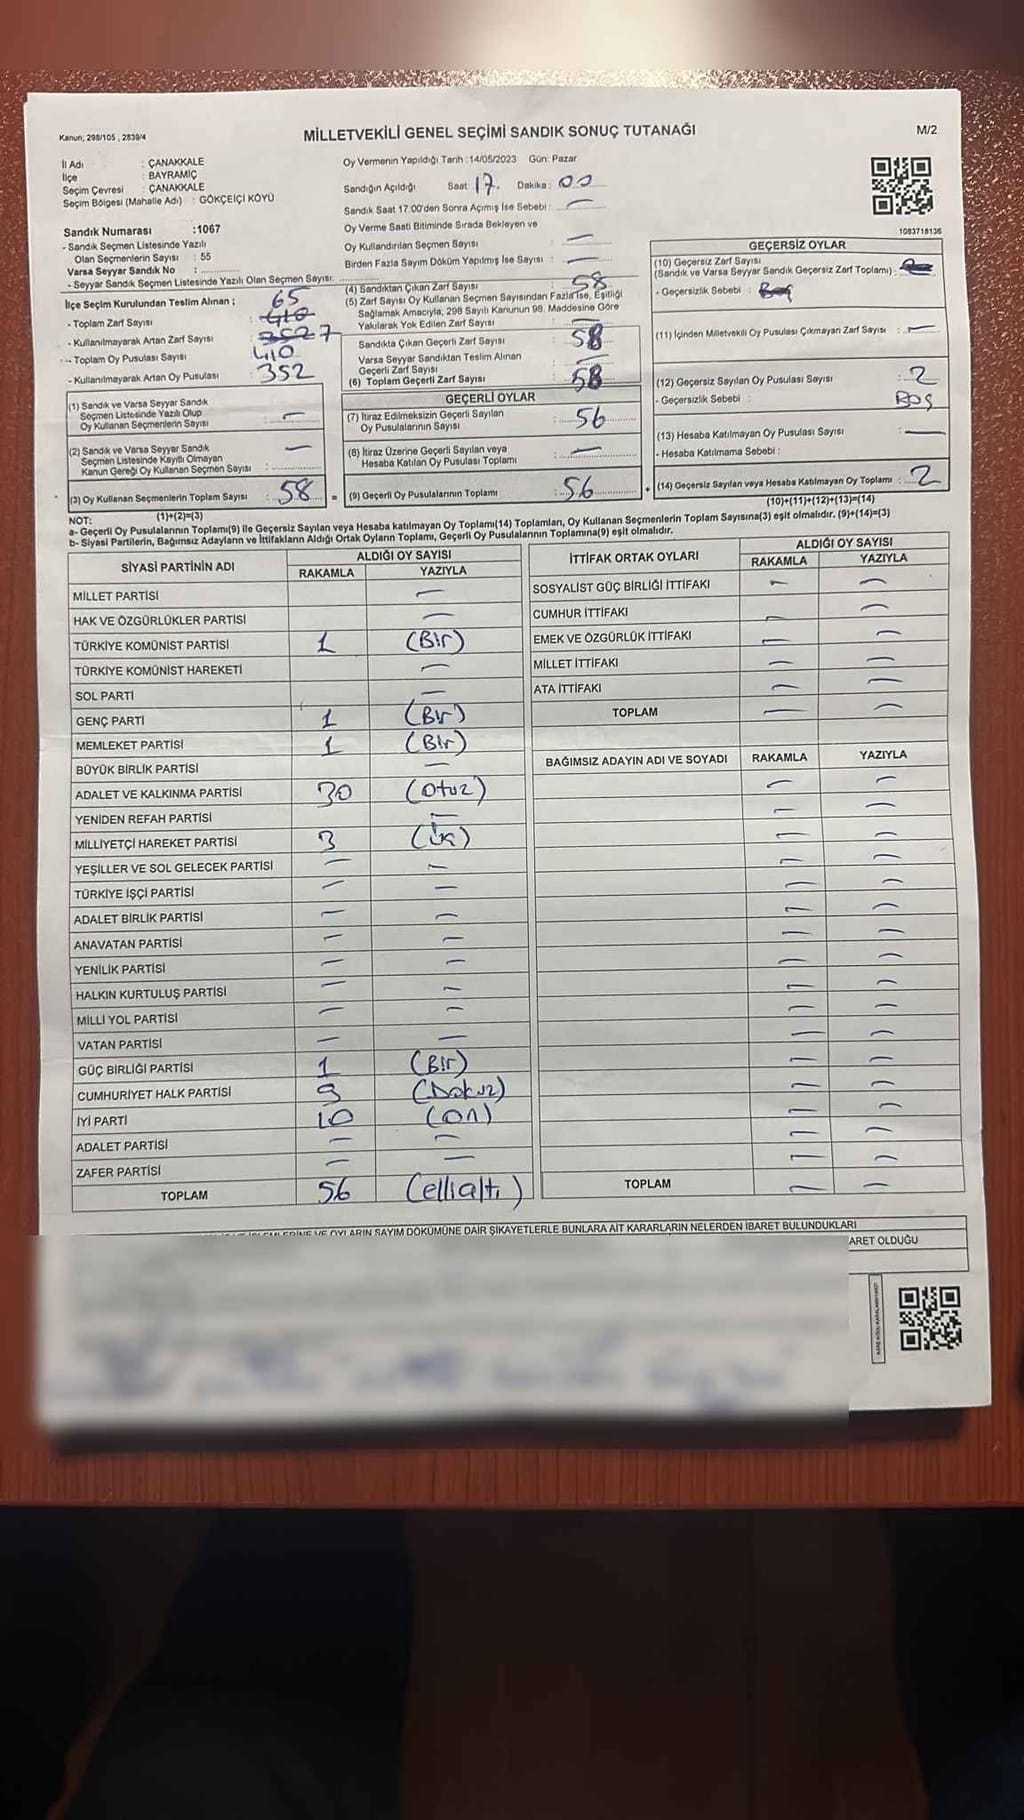 Kanun; 298/105 , 2839/4
MİLLETVEKİLİ GENEL SEÇİMİ SANDIK SONUÇ TUTANAĞI
M/2
İl Adı : ÇANAKKALE
İlçe : BAYRAMİÇ
Seçim Çevresi : ÇANAKKALE
Seçim Bölgesi (Mahalle Adı) : GÖKÇEİÇİ KÖYÜ
Sandık Numarası :1067
- Sandık Seçmen Listesinde Yazılı
Olan Seçmenlerin Sayısı : 55
Varsa Seyyar Sandık No :
- Seyyar Sandık Seçmen Listesinde Yazılı Olan Seçmen Sayısı:
İlçe Seçim Kurulundan Teslim Alınan ; 65
- Toplam Zarf Sayısı 410
- Kullanılmayarak Artan Zarf Sayısı 7
- Toplam Oy Pusulası Sayısı 410
- Kullanılmayarak Artan Oy Pusulası 352
Oy Vermenin Yapıldığı Tarih :14/05/2023 Gün: Pazar
Sandığın Açıldığı Saat 17. Dakika : 00
Sandık Saat 17:00'den Sonra Açımış İse Sebebi : —
Oy Verme Saati Bitiminde Sırada Bekleyen ve
Oy Kullandırılan Seçmen Sayısı : —
Birden Fazla Sayım Döküm Yapılmış İse Sayısı : —
(4) Sandıktan Çıkan Zarf Sayısı : 58
(5) Zarf Sayısı Oy Kullanan Seçmen Sayısından Fazla İse, Eşitliği
Sağlamak Amacıyla; 298 Sayılı Kanunun 98. Maddesine Göre
Yakılarak Yok Edilen Zarf Sayısı : —
Sandıkta Çıkan Geçerli Zarf Sayısı : 58
Varsa Seyyar Sandıktan Teslim Alınan
Geçerli Zarf Sayısı : —
(6) Toplam Geçerli Zarf Sayısı : 58
1083718136
GEÇERSİZ OYLAR
(10) Geçersiz Zarf Sayısı
(Sandık ve Varsa Seyyar Sandık Geçersiz Zarf Toplamı) :
- Geçersizlik Sebebi : Boş
(11) İçinden Milletvekili Oy Pusulası Çıkmayan Zarf Sayısı : —
(12) Geçersiz Sayılan Oy Pusulası Sayısı : 2
- Geçersizlik Sebebi : Boş
(13) Hesaba Katılmayan Oy Pusulası Sayısı : —
- Hesaba Katılmama Sebebi :
(14) Geçersiz Sayılan veya Hesaba Katılmayan Oy Toplamı : 2
(10)+(11)+(12)+(13)=(14)
(1) Sandık ve Varsa Seyyar Sandık
Seçmen Listesinde Yazılı Olup
Oy Kullanan Seçmenlerin Sayısı : —
(2) Sandık ve Varsa Seyyar Sandık
Seçmen Listesinde Kayıtlı Olmayan
Kanun Gereği Oy Kullanan Seçmen Sayısı : —
(3) Oy Kullanan Seçmenlerin Toplam Sayısı : 58 =
(1)+(2)=(3)
GEÇERLİ OYLAR
(7) İtiraz Edilmeksizin Geçerli Sayılan
Oy Pusulalarının Sayısı : 56
(8) İtiraz Üzerine Geçerli Sayılan veya
Hesaba Katılan Oy Pusulası Toplamı : —
(9) Geçerli Oy Pusulalarının Toplamı : 56 +
NOT:
a- Geçerli Oy Pusulalarının Toplamı(9) ile Geçersiz Sayılan veya Hesaba katılmayan Oy Toplamı(14) Toplamları, Oy Kullanan Seçmenlerin Toplam Sayısına(3) eşit olmalıdır. (9)+(14)=(3)
b- Siyasi Partilerin, Bağımsız Adayların ve İttifakların Aldığı Ortak Oyların Toplamı, Geçerli Oy Pusulalarının Toplamına(9) eşit olmalıdır.
SİYASİ PARTİNİN ADI ALDIĞI OY SAYISI
RAKAMLA YAZIYLA
MİLLET PARTİSİ —
HAK VE ÖZGÜRLÜKLER PARTİSİ —
TÜRKİYE KOMÜNİST PARTİSİ 1 (Bir)
TÜRKİYE KOMÜNİST HAREKETİ —
SOL PARTİ —
GENÇ PARTİ 1 (Bir)
MEMLEKET PARTİSİ 1 (Bir)
BÜYÜK BİRLİK PARTİSİ —
ADALET VE KALKINMA PARTİSİ 30 (Otuz)
YENİDEN REFAH PARTİSİ —
MİLLİYETÇİ HAREKET PARTİSİ 3 (Üç)
YEŞİLLER VE SOL GELECEK PARTİSİ — —
TÜRKİYE İŞÇİ PARTİSİ — —
ADALET BİRLİK PARTİSİ — —
ANAVATAN PARTİSİ — —
YENİLİK PARTİSİ — —
HALKIN KURTULUŞ PARTİSİ — —
MİLLİ YOL PARTİSİ — —
VATAN PARTİSİ — —
GÜÇ BİRLİĞİ PARTİSİ 1 (Bir)
CUMHURİYET HALK PARTİSİ 9 (Dokuz)
İYİ PARTİ 10 (On)
ADALET PARTİSİ — —
ZAFER PARTİSİ — —
TOPLAM 56 (ellialtı)
İTTİFAK ORTAK OYLARI ALDIĞI OY SAYISI
RAKAMLA YAZIYLA
SOSYALİST GÜÇ BİRLİĞİ İTTİFAKI — —
CUMHUR İTTİFAKI — —
EMEK VE ÖZGÜRLÜK İTTİFAKI — —
MİLLET İTTİFAKI — —
ATA İTTİFAKI — —
TOPLAM — —
BAĞIMSIZ ADAYIN ADI VE SOYADI RAKAMLA YAZIYLA
TOPLAM — —
VE OYLARIN SAYIM DÖKÜMÜNE DAİR ŞİKAYETLERLE BUNLARA AİT KARARLARIN NELERDEN İBARET BULUNDUKLARI
ARET OLDUĞU